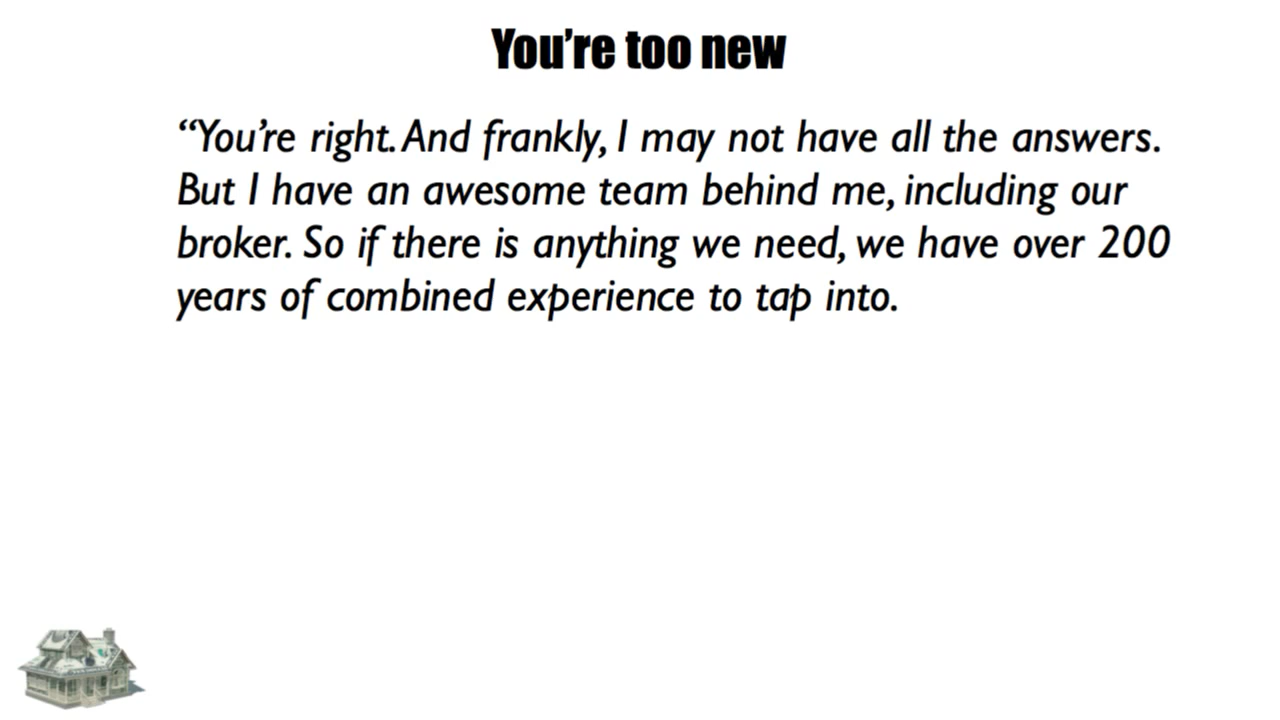 You’re too new
“You’re right. And frankly, I may not have all the answers.
But I have an awesome team behind me, including our
broker. So if there is anything we need, we have over 200
years of combined experience to tap into.